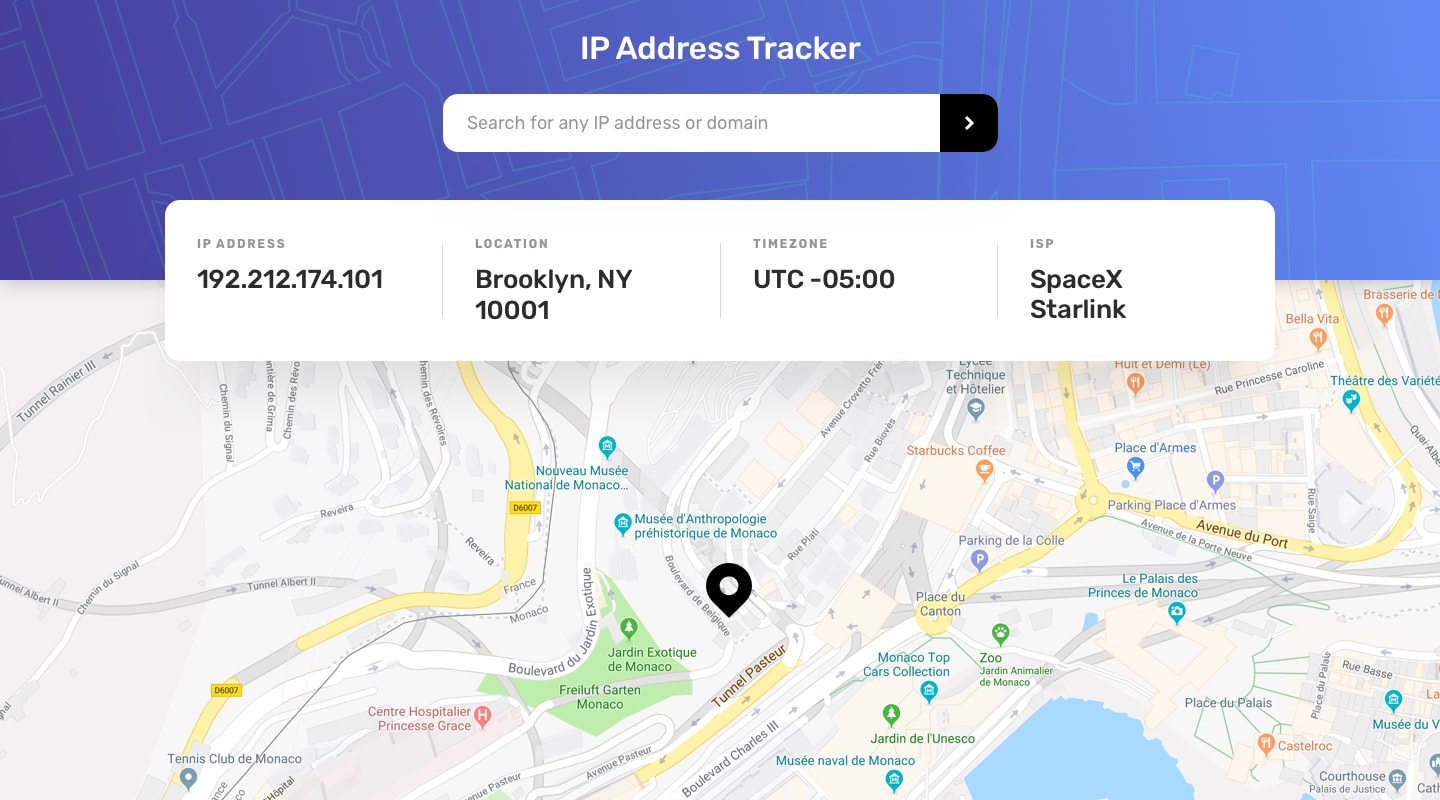 IP Address Tracker
Search for any IP address or domain
IP ADDRESS
192.212.174.101
LOCATION
Brooklyn, NY
10001
TIMEZONE
UTC -05:00
ISP
SpaceX
Starlink
Brasserie de
Bella Vita
Tunnel Rainier III
Chemin du Signal
Chemin des Révoires
Lycée
Technique
et Hôtelier
Huit et Demi (Le)
Rue Princesse Caroline
Théâtre des Variété
Avenue Crovetto Frè
Rue Biovès
Starbucks Coffee
Place d'Armes
Nouveau Musée
National de Monaco...
D6007
Parking Place d'Armes
Rue Saige
Reveira
Musée d'Anthropologie
préhistorique de Monaco
Rue Plati
Avenue du Port
Avenue de la Porte Neuve
Parking de la Colle
Reveira
Boulevard de Belgique
Chemin du Signal
Tunnel Albert II
Tunnel Albert II
France
Monaco
Le Palais des
Princes de Monaco
Place du
Canton
Boulevard du Jardin Exotique
Jardin Exotique
de Monaco
Tunnel Pasteur
Monaco Top
Cars Collection
Zoo
Jardin Animalier
de Monaco
Rue Basse
Place du Palais
D6007
Freiluft Garten
Monaco
Place du Palais
Centre Hospitalier
Princesse Grace
Musée du V
Jardin de l'Unesco
Boulevard Charles III
Castelroc
Tennis Club de Monaco
Avenue Pasteur
Avenue Pasteur
Musée naval de Monaco
Courthouse
Palais de Justice
l'Hôpital